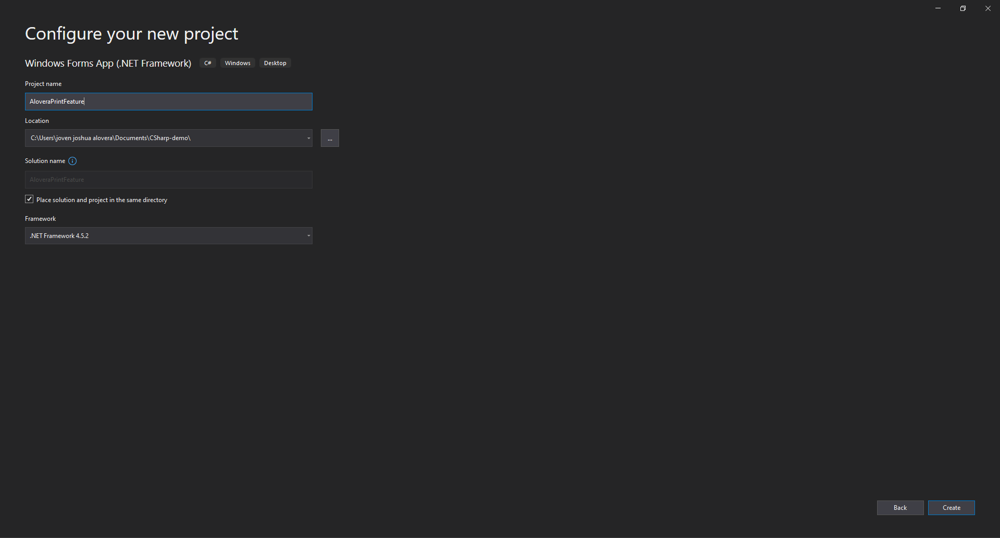 Configure your new project
Windows Forms App (.NET Framework) C# Windows Desktop
Project name
AloveraPrintFeature
Location
C:\Users\joven joshua alovera\Documents\CSharp-demo\
...
Solution name
AloveraPrintFeature
Place solution and project in the same directory
Framework
.NET Framework 4.5.2
Back Create